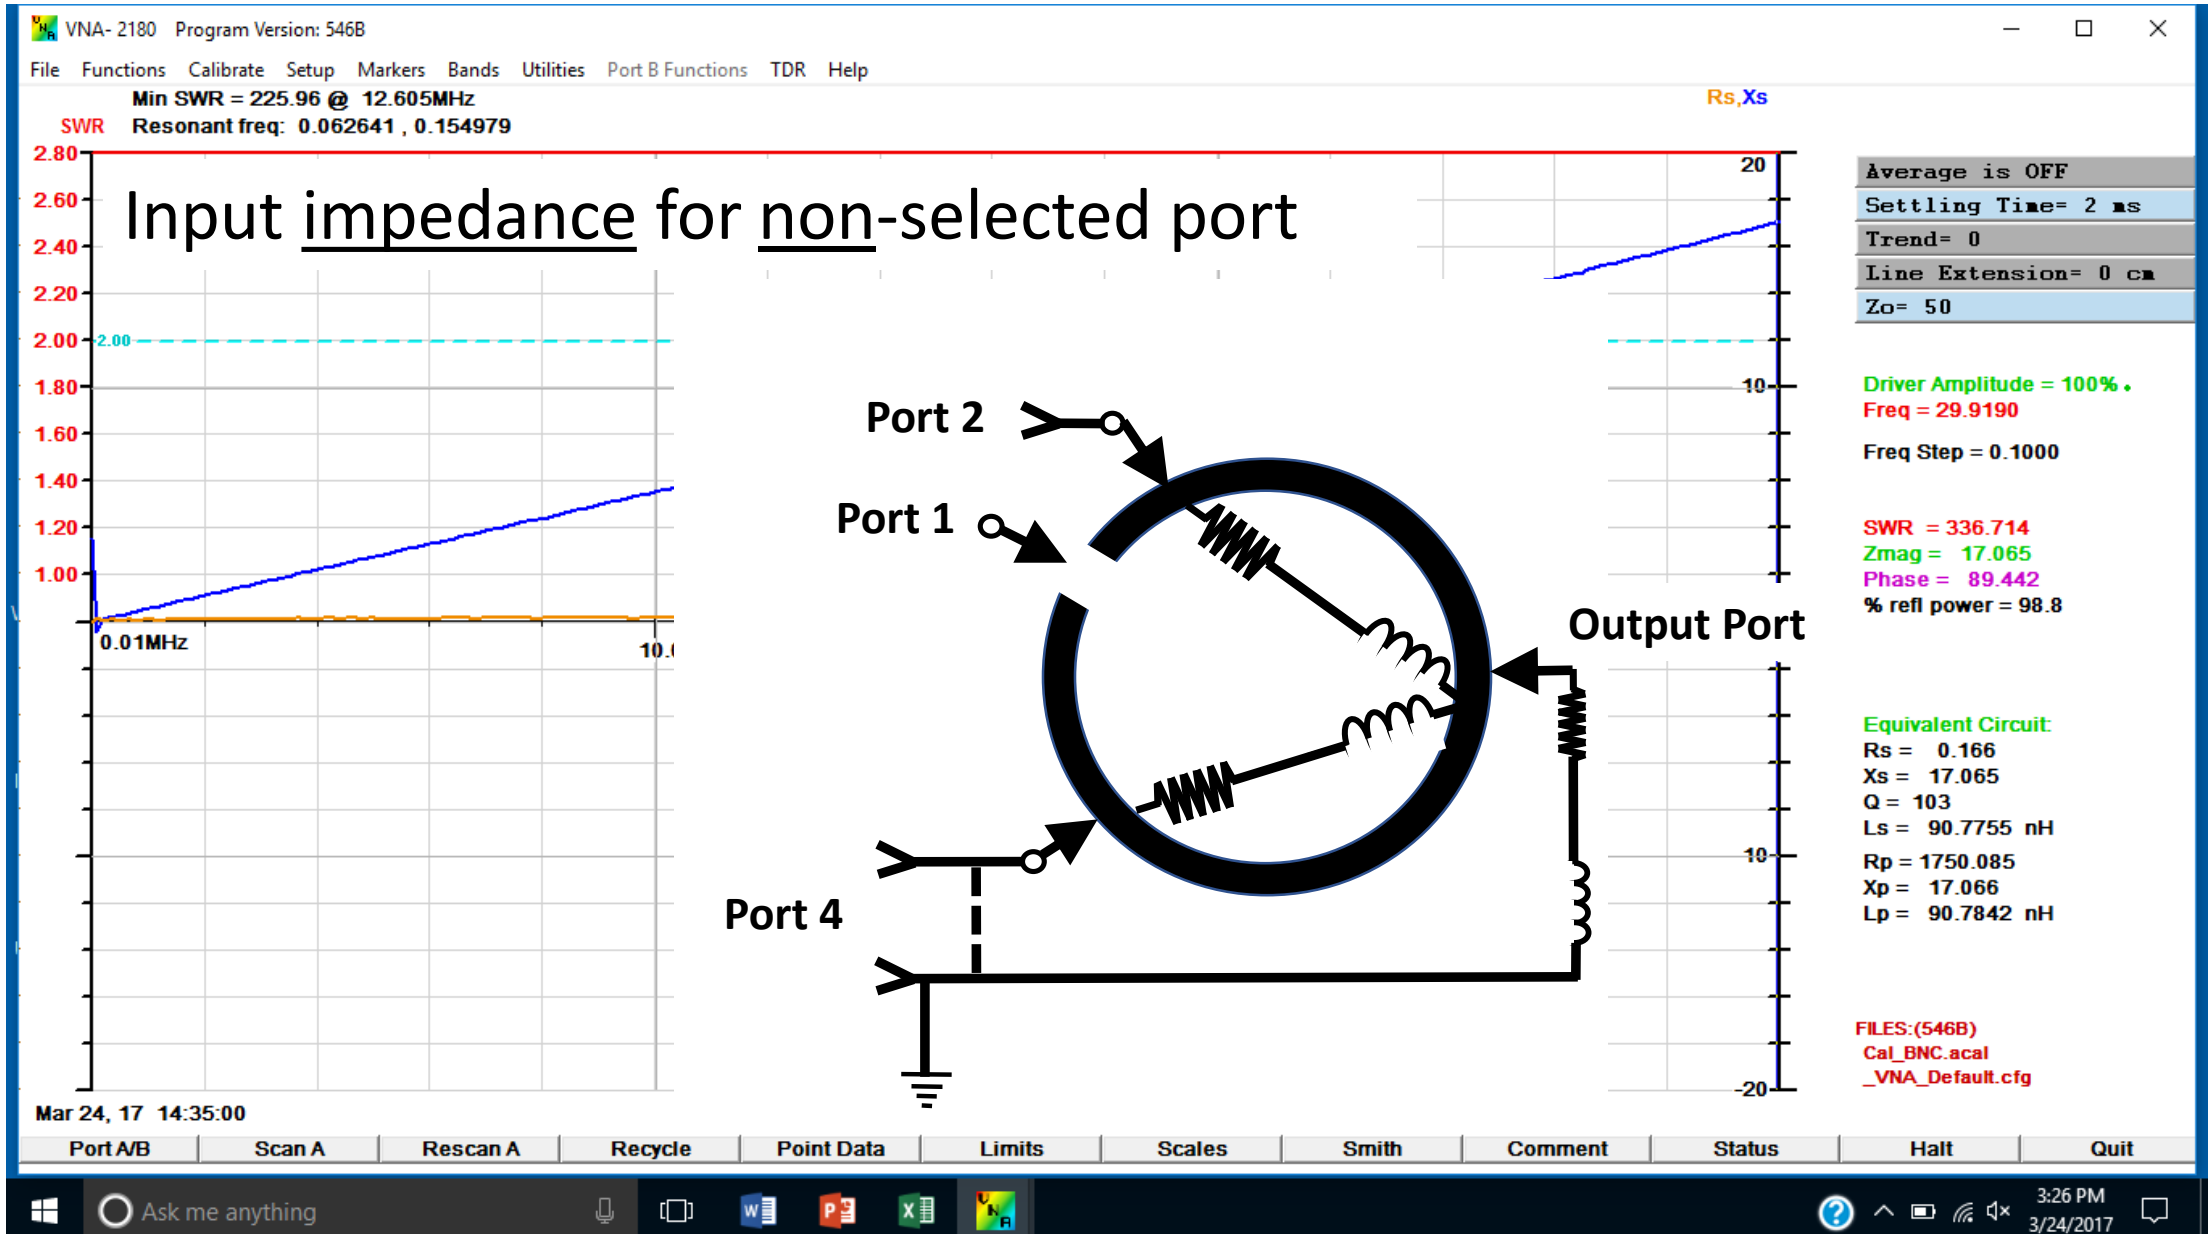 VNA- 2180 Program Version: 546B
File Functions Calibrate Setup Markers Bands Utilities Port B Functions TDR Help
Min SWR = 225.96 @ 12.605MHz
SWR Resonant freq: 0.062641 , 0.154979
Rs,Xs
2.80
2.60
2.40
2.20
2.00
1.80
1.60
1.40
1.20
1.00
2.00
Input impedance for non-selected port
20
10
10
-20
0.01MHz
Port 2
Port 1
Output Port
Port 4
Average is OFF
Settling Time= 2 ms
Trend= 0
Line Extension= 0 cm
Zo= 50
Driver Amplitude = 100%.
Freq = 29.9190
Freq Step = 0.1000
SWR = 336.714
Zmag = 17.065
Phase = 89.442
% refl power = 98.8
Equivalent Circuit:
Rs = 0.166
Xs = 17.065
Q = 103
Ls = 90.7755 nH
Rp = 1750.085
Xp = 17.066
Lp = 90.7842 nH
FILES:(546B)
Cal_BNC.acal
_VNA_Default.cfg
Mar 24, 17 14:35:00
Port A/B Scan A Rescan A Recycle Point Data Limits Scales Smith Comment Status Halt Quit
Ask me anything
3:26 PM
3/24/2017